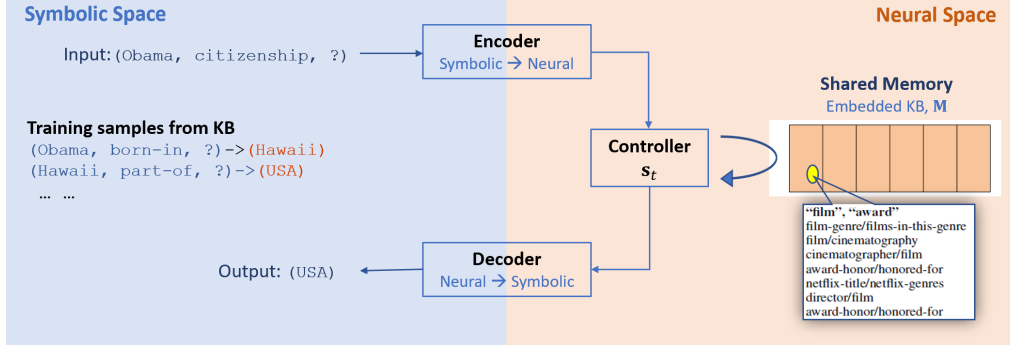 Symbolic Space
Neural Space
Input: (Obama, citizenship, ?)
Encoder
Symbolic → Neural
Shared Memory
Embedded KB, M
Training samples from KB
(Obama, born-in, ?)->(Hawaii)
(Hawaii, part-of, ?)->(USA)
… …
Controller
s_t
"film", "award"
film-genre/films-in-this-genre
film/cinematography
cinematographer/film
award-honor/honored-for
netflix-title/netflix-genres
director/film
award-honor/honored-for
Output: (USA)
Decoder
Neural → Symbolic